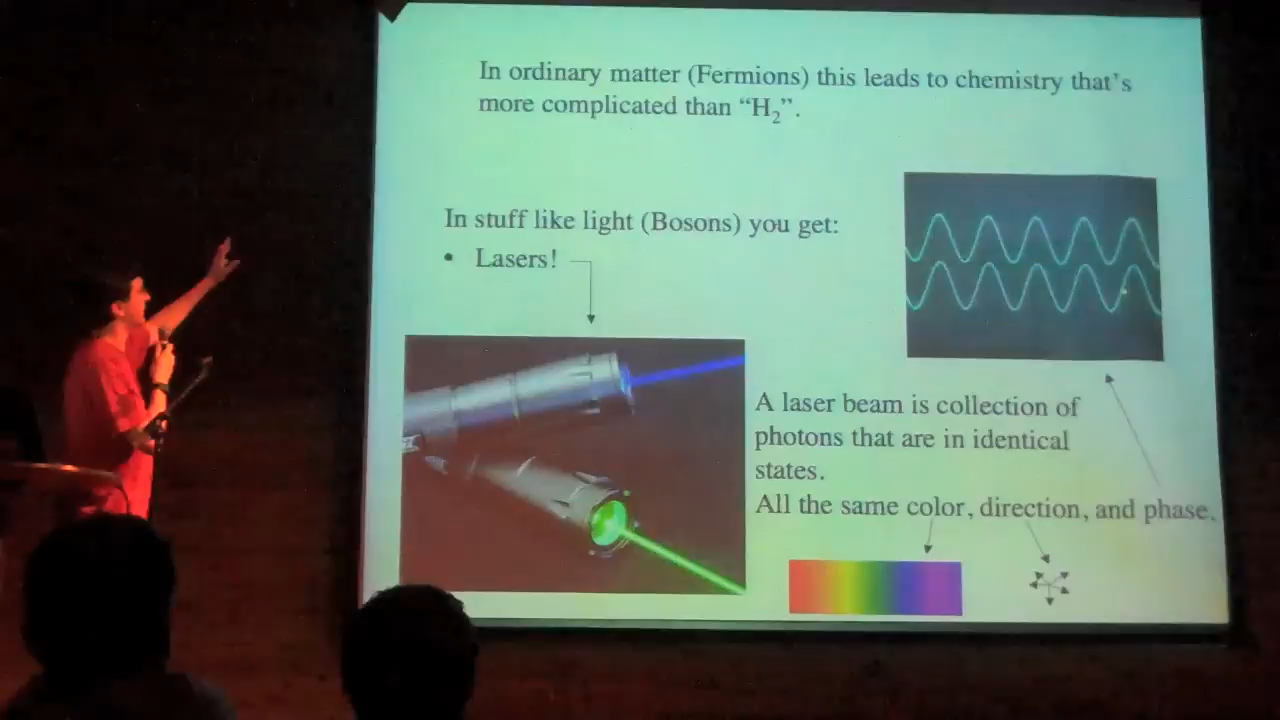 In ordinary matter (Fermions) this leads to chemistry that's
more complicated than “H₂”.
In stuff like light (Bosons) you get:
• Lasers!
A laser beam is collection of
photons that are in identical
states.
All the same color, direction, and phase.